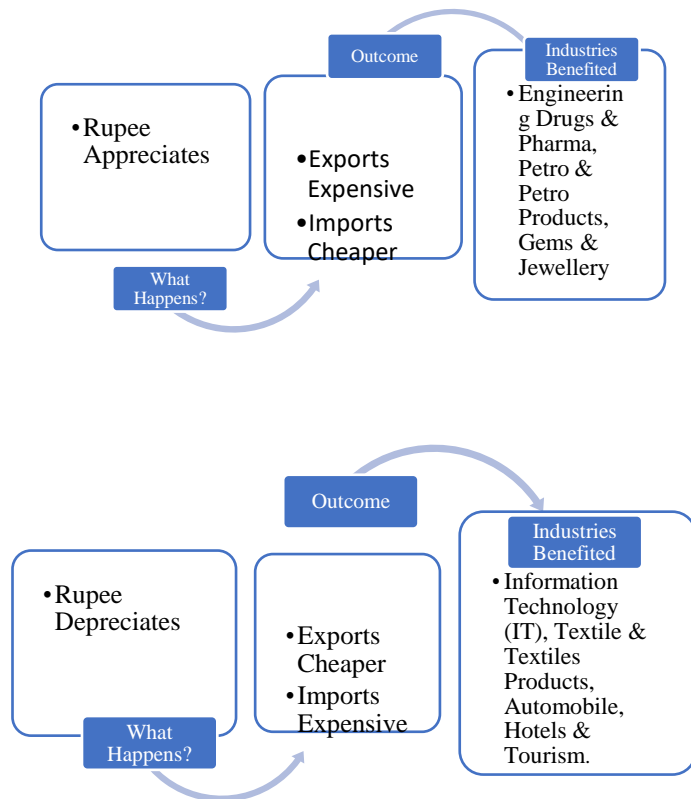 •Rupee
Appreciates
What
Happens?
Outcome
•Exports
Expensive
•Imports
Cheaper
Industries
Benefited
•Engineerin
g Drugs &
Pharma,
Petro &
Petro
Products,
Gems &
Jewellery
•Rupee
Depreciates
What
Happens?
Outcome
•Exports
Cheaper
•Imports
Expensive
Industries
Benefited
•Information
Technology
(IT), Textile &
Textiles
Products,
Automobile,
Hotels &
Tourism.